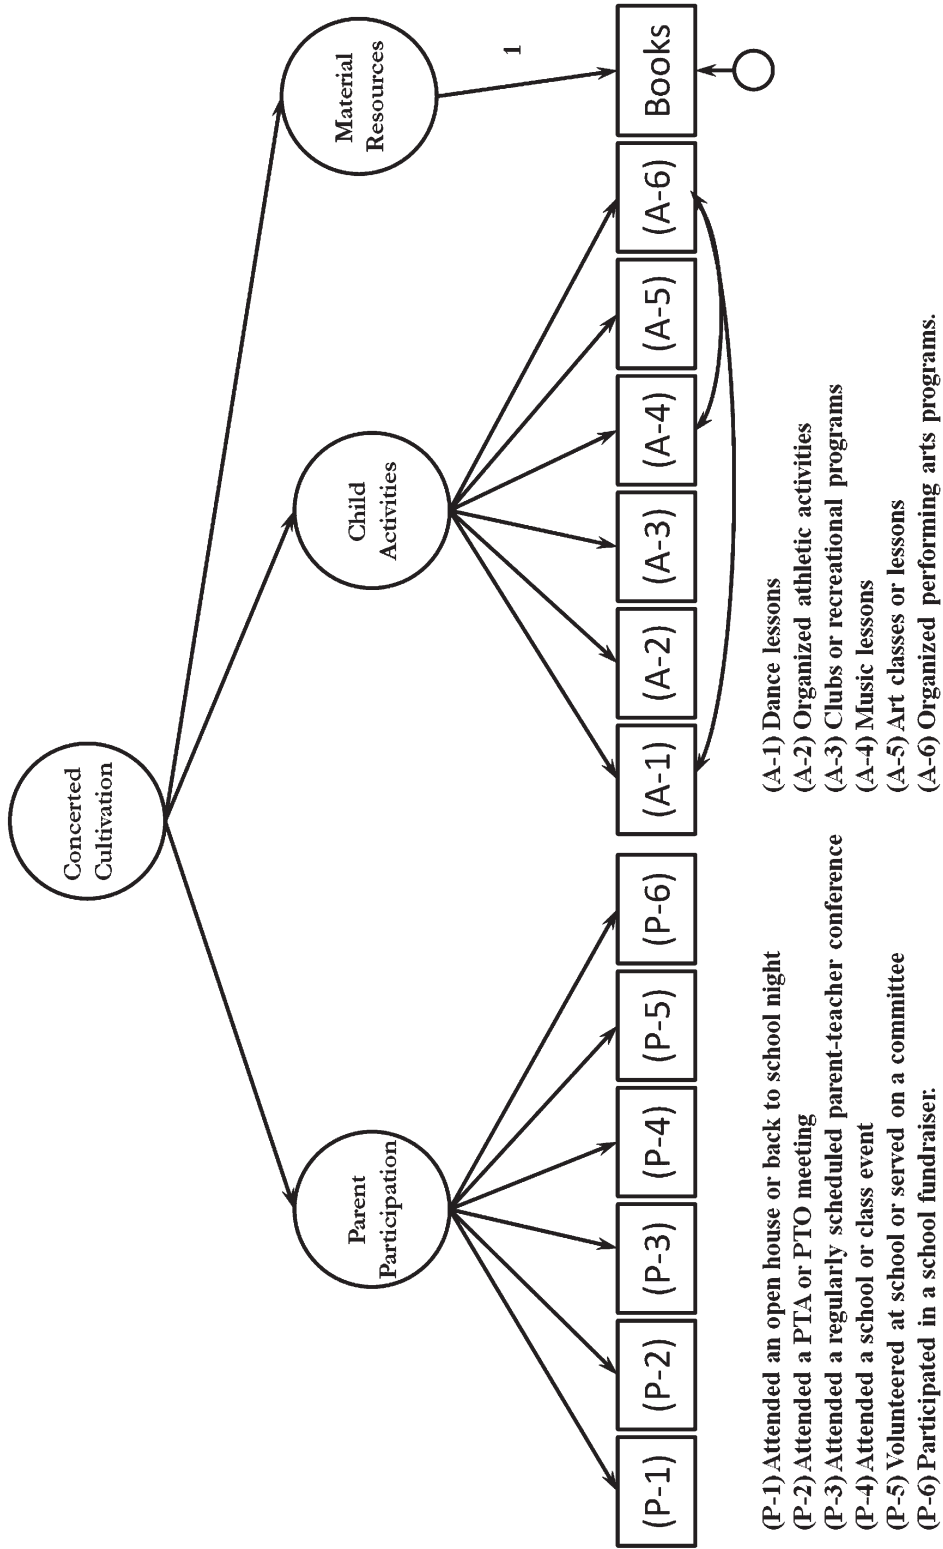 Concerted
Cultivation
Parent
Participation
Child
Activities
Material
Resources
1
(P-1)
(P-2)
(P-3)
(P-4)
(P-5)
(P-6)
(A-1)
(A-2)
(A-3)
(A-4)
(A-5)
(A-6)
Books
(P-1) Attended an open house or back to school night
(P-2) Attended a PTA or PTO meeting
(P-3) Attended a regularly scheduled parent-teacher conference
(P-4) Attended a school or class event
(P-5) Volunteered at school or served on a committee
(P-6) Participated in a school fundraiser.
(A-1) Dance lessons
(A-2) Organized athletic activities
(A-3) Clubs or recreational programs
(A-4) Music lessons
(A-5) Art classes or lessons
(A-6) Organized performing arts programs.